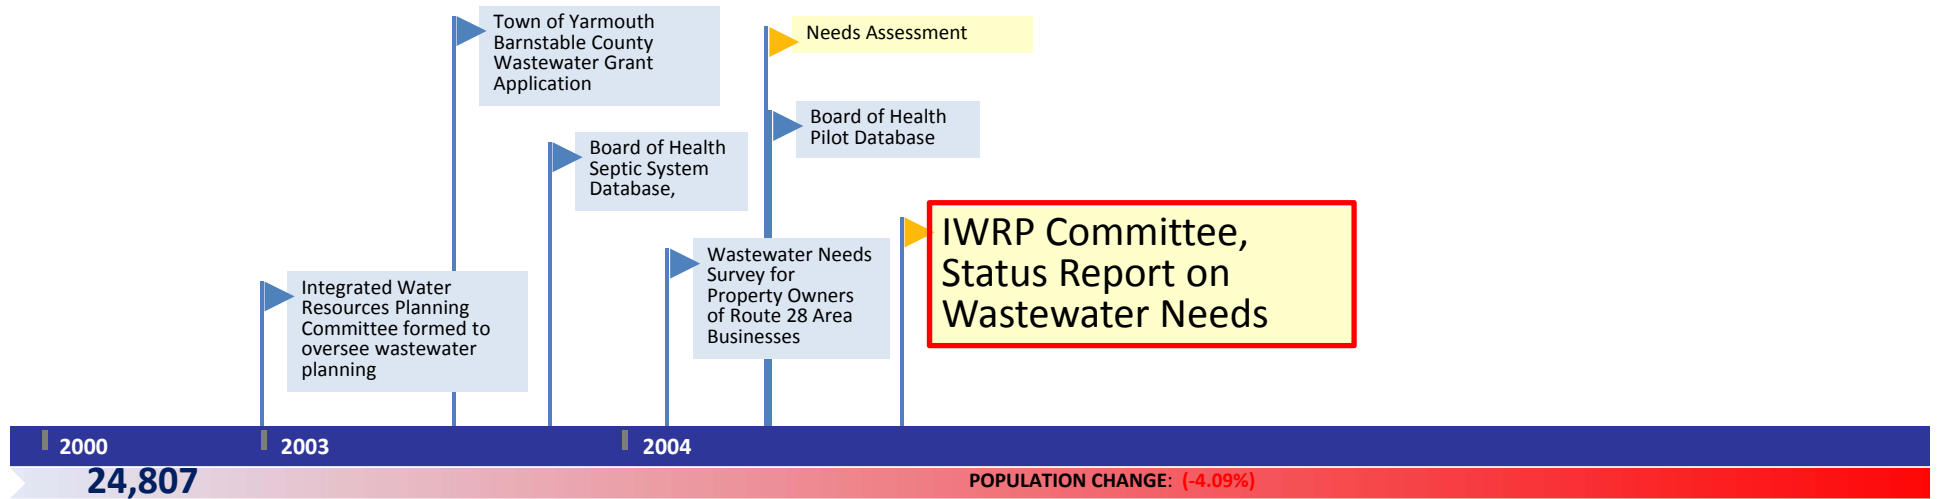 Town of Yarmouth
Barnstable County
Wastewater Grant
Application
Needs Assessment
Board of Health
Pilot Database
Board of Health
Septic System
Database,
IWRP Committee,
Status Report on
Wastewater Needs
Wastewater Needs
Survey for
Property Owners
of Route 28 Area
Businesses
Integrated Water
Resources Planning
Committee formed to
oversee wastewater
planning
2000
2003
2004
24,807
POPULATION CHANGE: (-4.09%)